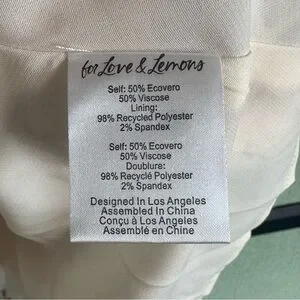 for Love & Lemons
Self: 50% Ecovero
50% Viscose
Lining:
98% Recycled Polyester
2% Spandex
Self: 50% Ecovero
50% Viscose
Doublure:
98% Recyclé Polyester
2% Spandex
Designed In Los Angeles
Assembled In China
Conçu à Los Angeles
Assemblé en Chine